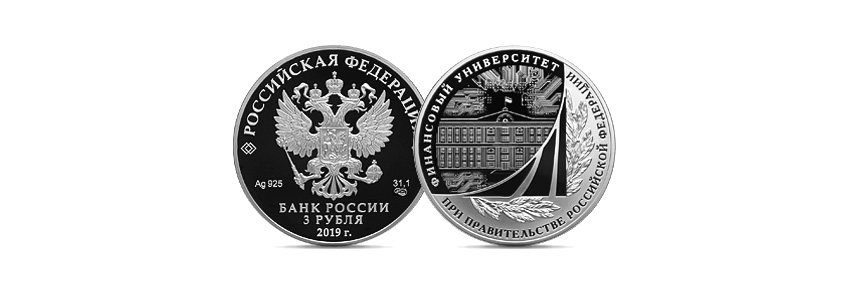 РОССИЙСКАЯ ФЕДЕРАЦИЯ
Ag 925
31,1
БАНК РОССИИ
3 РУБЛЯ
2019 г.
ФИНАНСОВЫЙ УНИВЕРСИТЕТ
ПРИ ПРАВИТЕЛЬСТВЕ РОССИЙСКОЙ ФЕДЕРАЦИИ